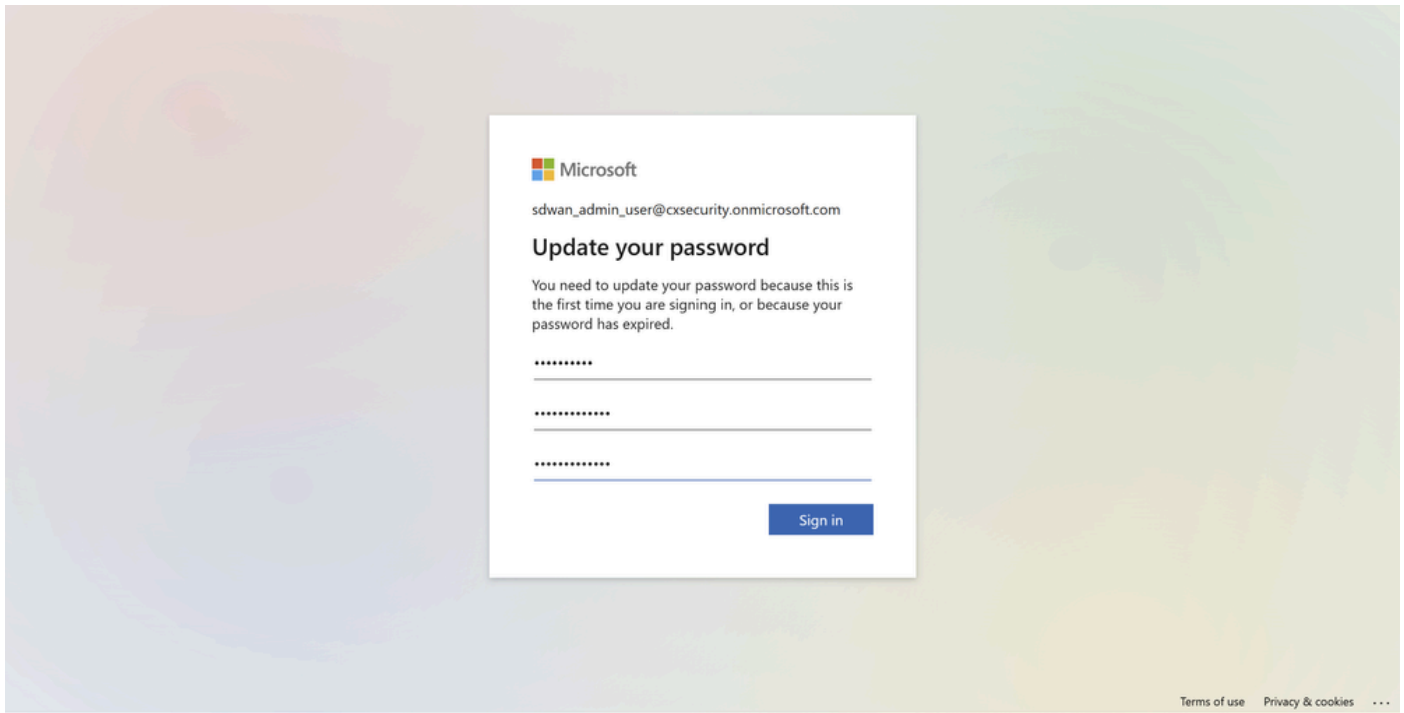 Microsoft
sdwan_admin_user@cxsecurity.onmicrosoft.com
Update your password
You need to update your password because this is
the first time you are signing in, or because your
password has expired.
••••••••••
•••••••••••••
•••••••••••••
Sign in
Terms of use Privacy & cookies ...